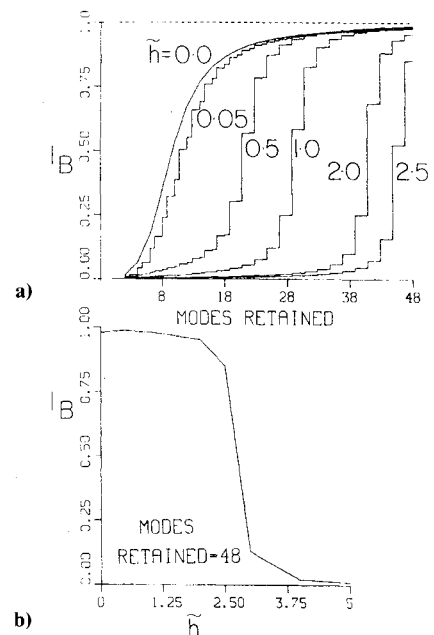 1.00
0.75
0.50
0.25
0.00
I_B
h̃=0.0
0.05
0.5
1.0
2.0
2.5
8
18
28
38
48
MODES RETAINED
a)
1.00
0.75
0.50
0.25
0.00
I_B
MODES
RETAINED=48
0
1.25
2.50
3.75
5
h̃
b)